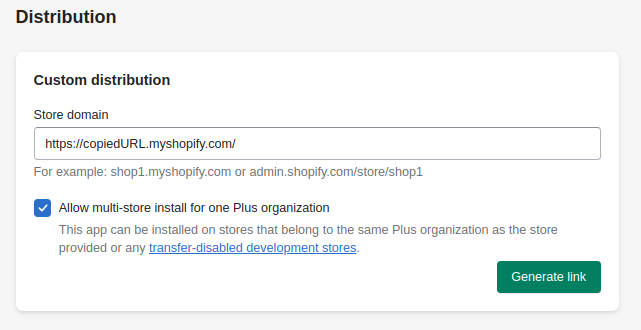 Distribution
Custom distribution
Store domain
https://copiedURL.myshopify.com/
For example: shop1.myshopify.com or admin.shopify.com/store/shop1
Allow multi-store install for one Plus organization
This app can be installed on stores that belong to the same Plus organization as the store
provided or any transfer-disabled development stores.
Generate link